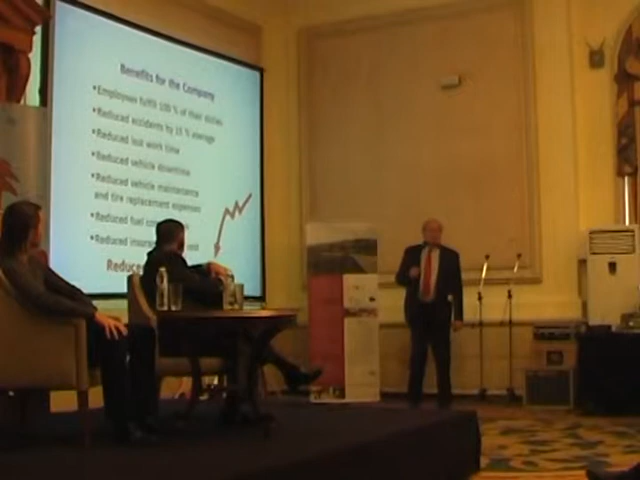 Benefits for the Company
•Employees fulfill 100 % of their duties
•Reduced accidents by 15 % average
•Reduced lost work time
•Reduced vehicle downtime
•Reduced vehicle maintenance
and tire replacement expenses
•Reduced fuel
•Reduced